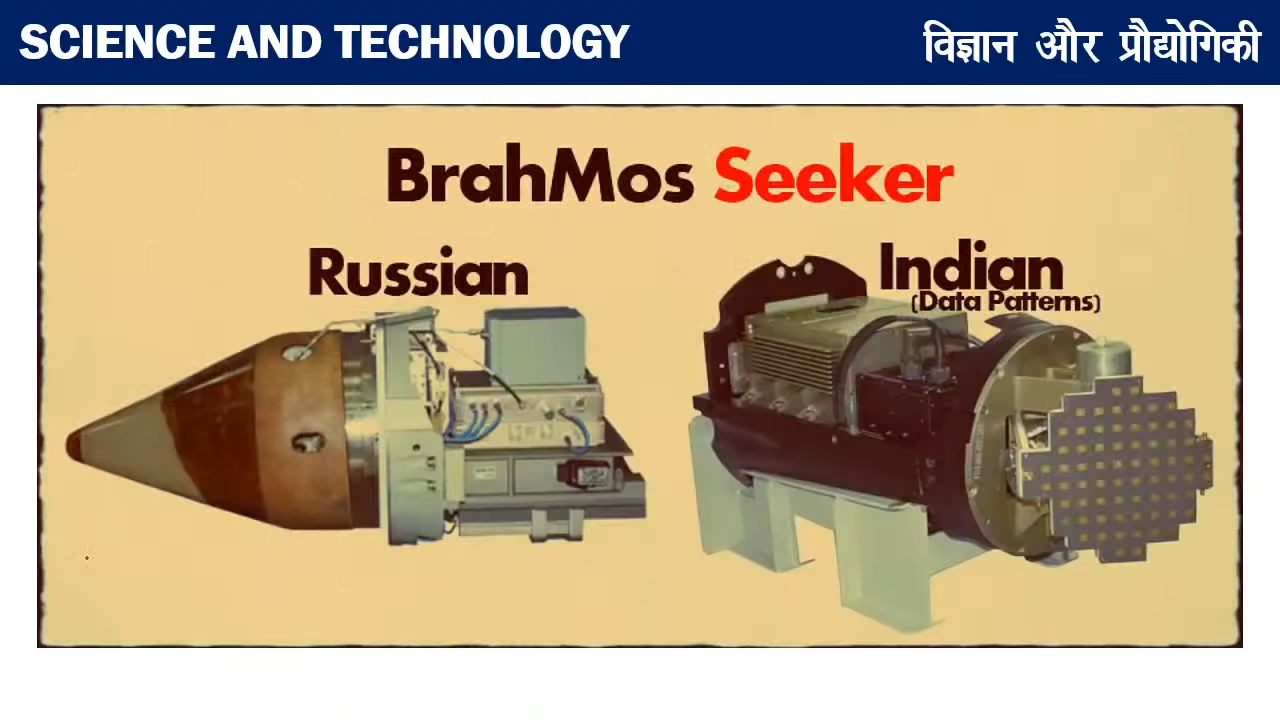 SCIENCE AND TECHNOLOGY
विज्ञान और प्रौद्योगिकी
BrahMos Seeker
Russian
Indian
(Data Patterns)